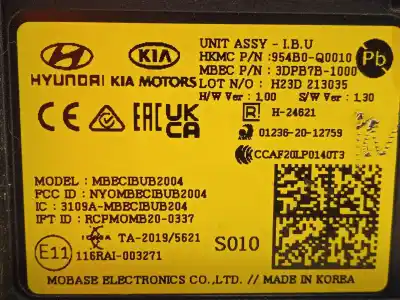 UNIT ASSY - I.B.U
HYUNDAI KIA MOTORS
HKMC P/N : 954B0-Q0010
Pb
MBEC P/N : 3DPB7B-1000
LOT N/O : H23D 213035
H/W Ver : 1.00 S/W Ver : 1.30
CE EAC UK CA
R H-24621
01236-20-12759
CCAF20LP0140T3
MODEL : MBECIBUB2004
FCC ID : NYOMBECIBUB2004
IC : 3109A-MBECIBUB204
IFT ID : RCPMOMB20-0337
E11 ICASA TA-2019/5621 S010
116RAI-003271
MOBASE ELECTRONICS CO.,LTD. // MADE IN KOREA